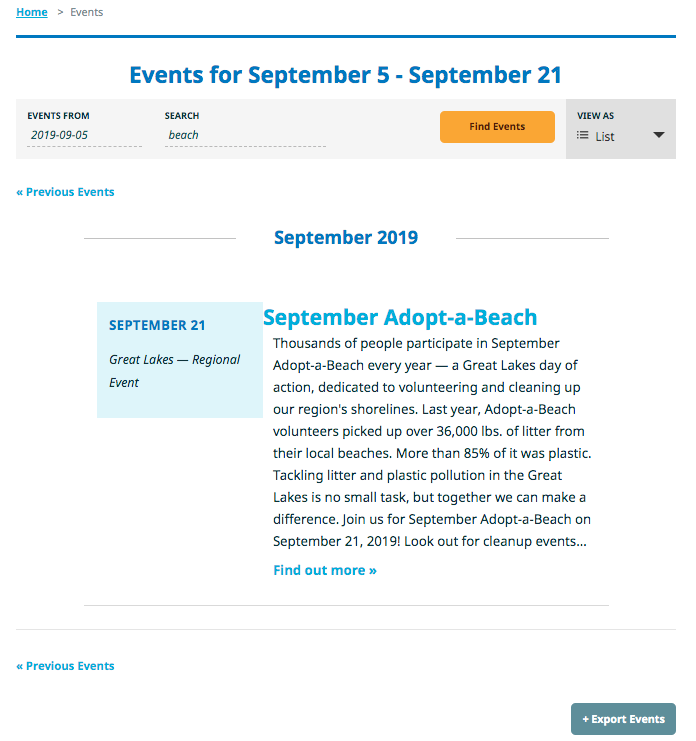 Home > Events
Events for September 5 - September 21
EVENTS FROM SEARCH VIEW AS
2019-09-05 beach Find Events List
« Previous Events
September 2019
SEPTEMBER 21
Great Lakes — Regional
Event
September Adopt-a-Beach
Thousands of people participate in September
Adopt-a-Beach every year — a Great Lakes day of
action, dedicated to volunteering and cleaning up
our region's shorelines. Last year, Adopt-a-Beach
volunteers picked up over 36,000 lbs. of litter from
their local beaches. More than 85% of it was plastic.
Tackling litter and plastic pollution in the Great
Lakes is no small task, but together we can make a
difference. Join us for September Adopt-a-Beach on
September 21, 2019! Look out for cleanup events...
Find out more »
« Previous Events
+ Export Events